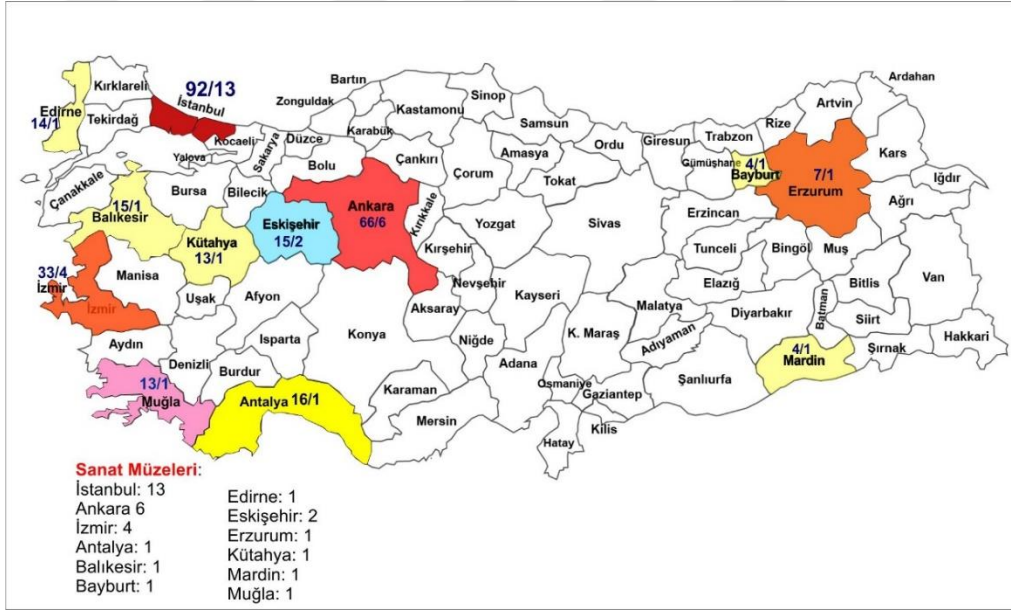 Kırklareli
Edirne
14/1
Tekirdağ
92/13
İstanbul
Kocaeli
Yalova
Sakarya
Zonguldak
Düzce
Bolu
Bartın
Karabük
Kastamonu
Sinop
Çankırı
Samsun
Amasya
Çorum
Tokat
Ordu
Giresun
Trabzon
Gümüşhane
4/1
Bayburt
Rize
Artvin
Ardahan
Kars
7/1
Erzurum
Iğdır
Ağrı
Çanakkale
15/1
Balıkesir
Bursa
Bilecik
Kütahya
13/1
Eskişehir
15/2
Ankara
66/6
Kırıkkale
Kırşehir
Yozgat
Sivas
Erzincan
Tunceli
Bingöl
Muş
Elazığ
Bitlis
Van
33/4
İzmir
İzmir
Manisa
Uşak
Afyon
Konya
Aksaray
Nevşehir
Kayseri
Niğde
Malatya
K. Maraş
Adıyaman
Diyarbakır
Batman
Siirt
Şırnak
Hakkari
4/1
Mardin
Şanlıurfa
Aydın
Denizli
Isparta
Burdur
13/1
Muğla
Antalya 16/1
Karaman
Mersin
Adana
Osmaniye
Gaziantep
Kilis
Hatay
Sanat Müzeleri:
İstanbul: 13
Ankara 6
İzmir: 4
Antalya: 1
Balıkesir: 1
Bayburt: 1
Edirne: 1
Eskişehir: 2
Erzurum: 1
Kütahya: 1
Mardin: 1
Muğla: 1